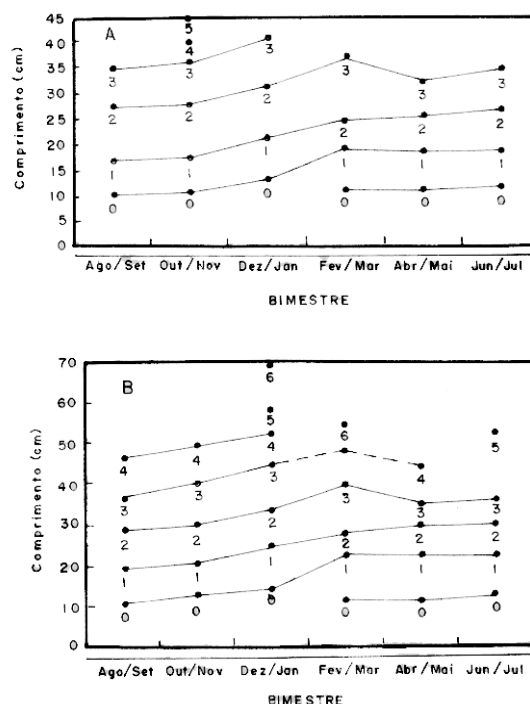 A
Comprimento (cm)
45
40
35
30
25
20
15
10
5
0
5
4
3 3 3 3 3 3
2 2 2 2 2 2
1 1 1 1 1 1
0 0 0 0 0 0
Ago/Set Out/Nov Dez/Jan Fev/Mar Abr/Mai Jun/Jul
BIMESTRE
B
Comprimento (cm)
70
60
50
40
30
20
10
0
6
5 6 5
4 4 4 4
3 3 3 3 3 3
2 2 2 2 2 2
1 1 1 1 1 1
0 0 0 0 0 0
Ago/Set Out/Nov Dez/Jan Fev/Mar Abr/Mai Jun/Jul
BIMESTRE